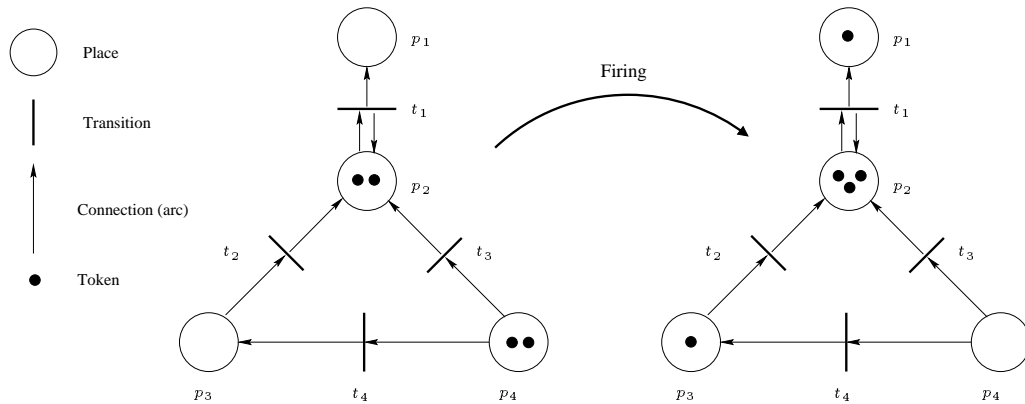 Place
Transition
Connection (arc)
Token
p1
t1
p2
t2
t3
p3
t4
p4
Firing
p1
t1
p2
t2
t3
p3
t4
p4